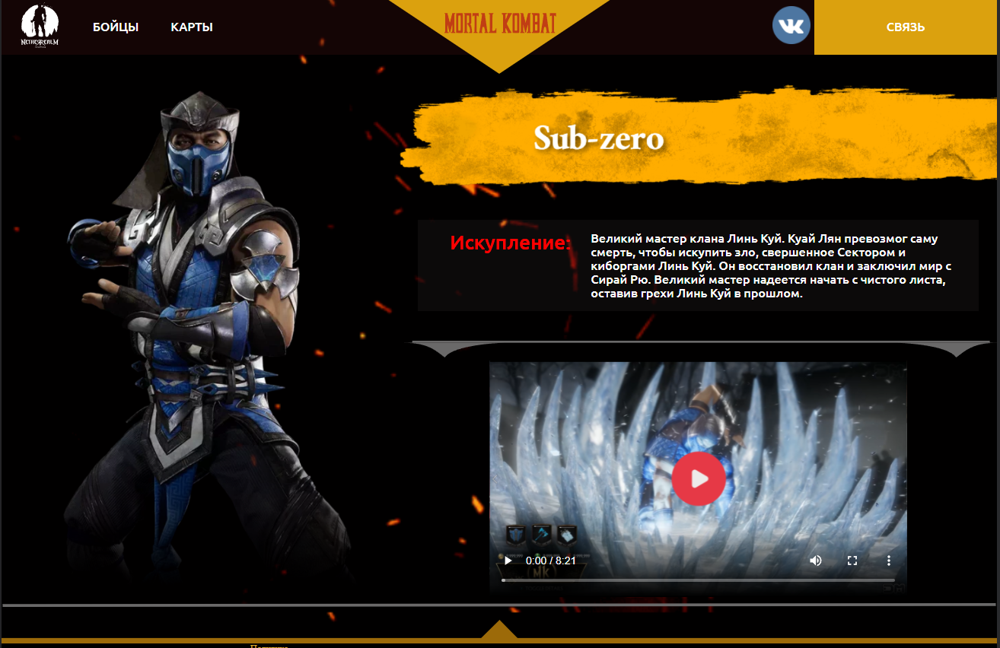 NETHERREALM
БОЙЦЫ
КАРТЫ
MORTAL KOMBAT
VK
СВЯЗЬ
Sub-zero
Искупление:
Великий мастер клана Линь Куй. Куай Лян превозмог саму
смерть, чтобы искупить зло, свершенное Сектором и
киборгами Линь Куй. Он восстановил клан и заключил мир с
Сирай Рю. Великий мастер надеется начать с чистого листа,
оставив грехи Линь Куй в прошлом.
0:00 / 8:21
MK